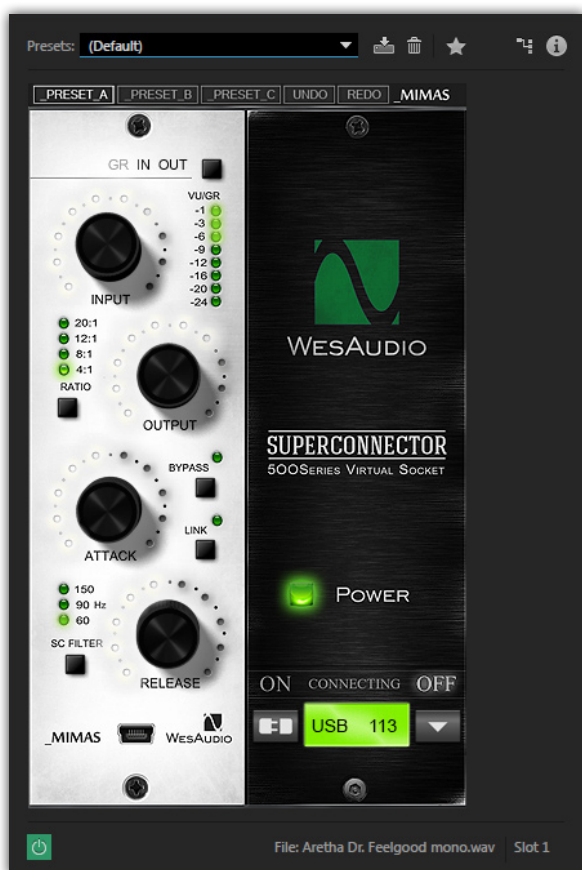 Presets: (Default)
_PRESET_A _PRESET_B _PRESET_C UNDO REDO _MIMAS
GR IN OUT
VU/GR
-1
-3
-6
-9
-12
-16
-20
-24
INPUT
20:1
12:1
8:1
4:1
RATIO
OUTPUT
BYPASS
LINK
ATTACK
150
90 Hz
60
SC FILTER
RELEASE
_MIMAS
WESAUDIO
WESAUDIO
SUPERCONNECTOR
500SERIES VIRTUAL SOCKET
POWER
ON CONNECTING OFF
USB 113
File: Aretha Dr. Feelgood mono.wav Slot 1